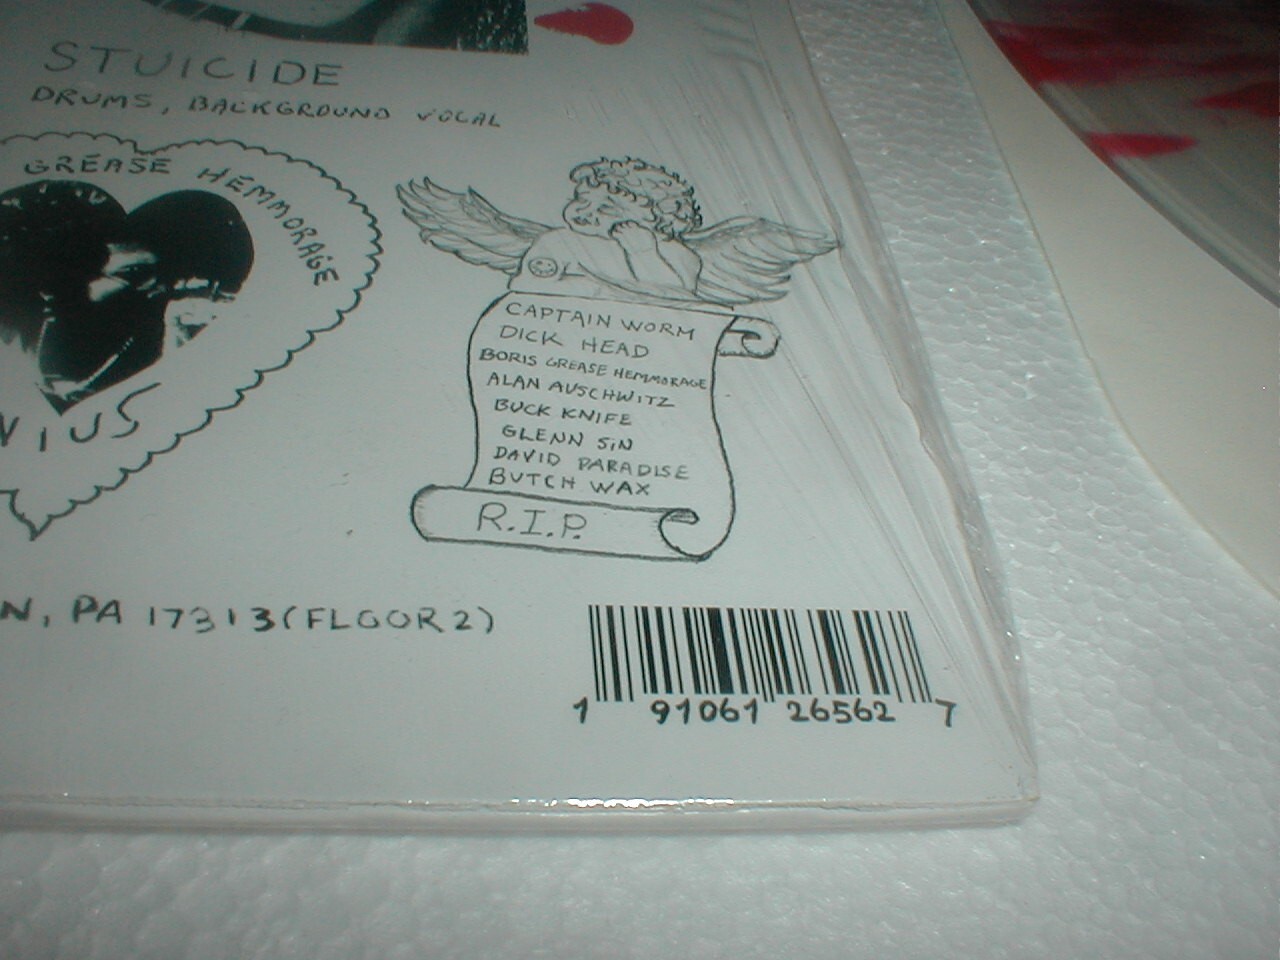 STUICIDE
DRUMS, BACKGROUND VOCAL
GREASE HEMMORAGE
CAPTAIN WORM
DICK HEAD
BORIS GREASE HEMMORAGE
ALAN AUSCHWITZ
BUCK KNIFE
GLENN SIN
DAVID PARADISE
BUTCH WAX
R.I.P.
N, PA 17313 (FLOOR 2)
1 91061 26562 7